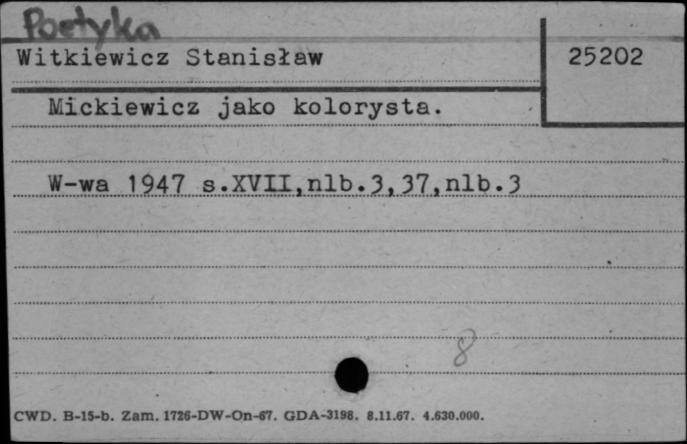 Poetyka
Witkiewicz Stanisław
25202
Mickiewicz jako kolorysta.
W-wa 1947 s.XVII,nlb.3,37,nlb.3
8
CWD. B-15-b. Zam. 1726-DW-On-67. GDA-3198. 8.11.67. 4.630.000.